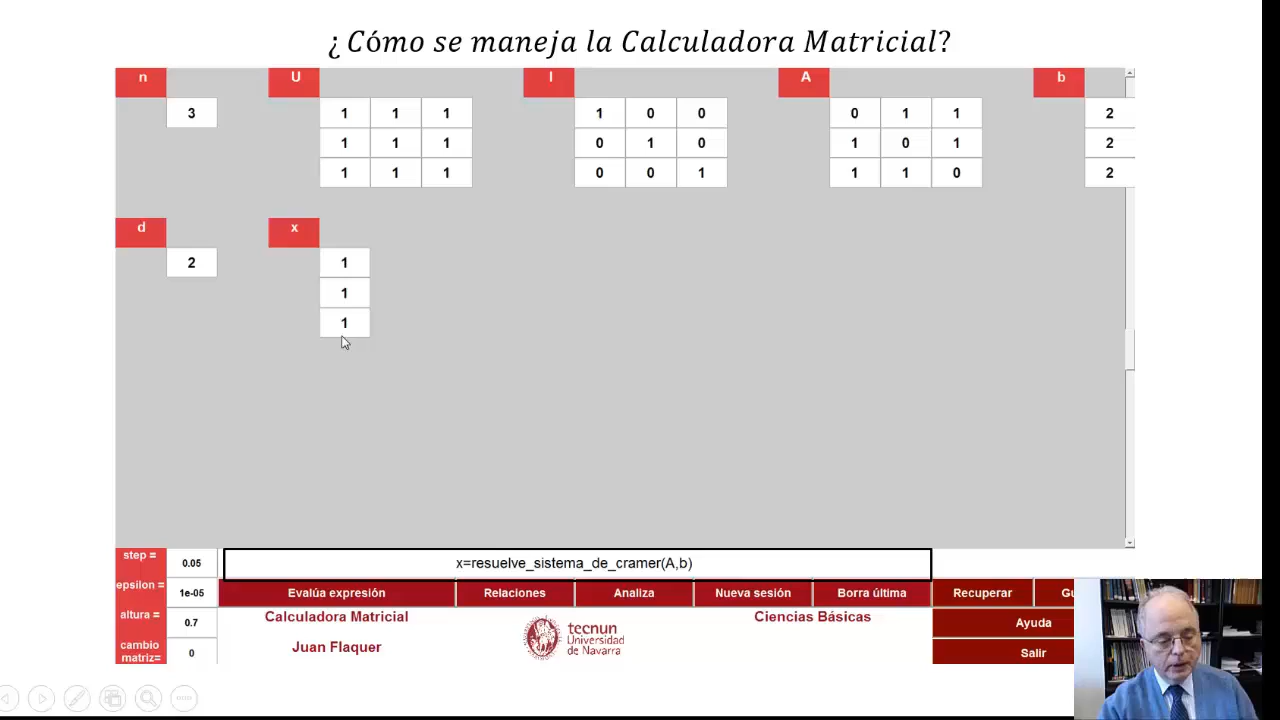 ¿ Cómo se maneja la Calculadora Matricial?
n U I A b
3 1 1 1 1 0 0 0 1 1 2
1 1 1 0 1 0 1 0 1 2
1 1 1 0 0 1 1 1 0 2
d x
2 1
1
1
step = 0.05 x=resuelve_sistema_de_cramer(A,b)
epsilon = 1e-05 Evalúa expresión Relaciones Analiza Nueva sesión Borra última Recuperar
altura = 0.7 Calculadora Matricial Ciencias Básicas Ayuda
cambio matriz= 0 Juan Flaquer Salir
tecnun
Universidad
de Navarra